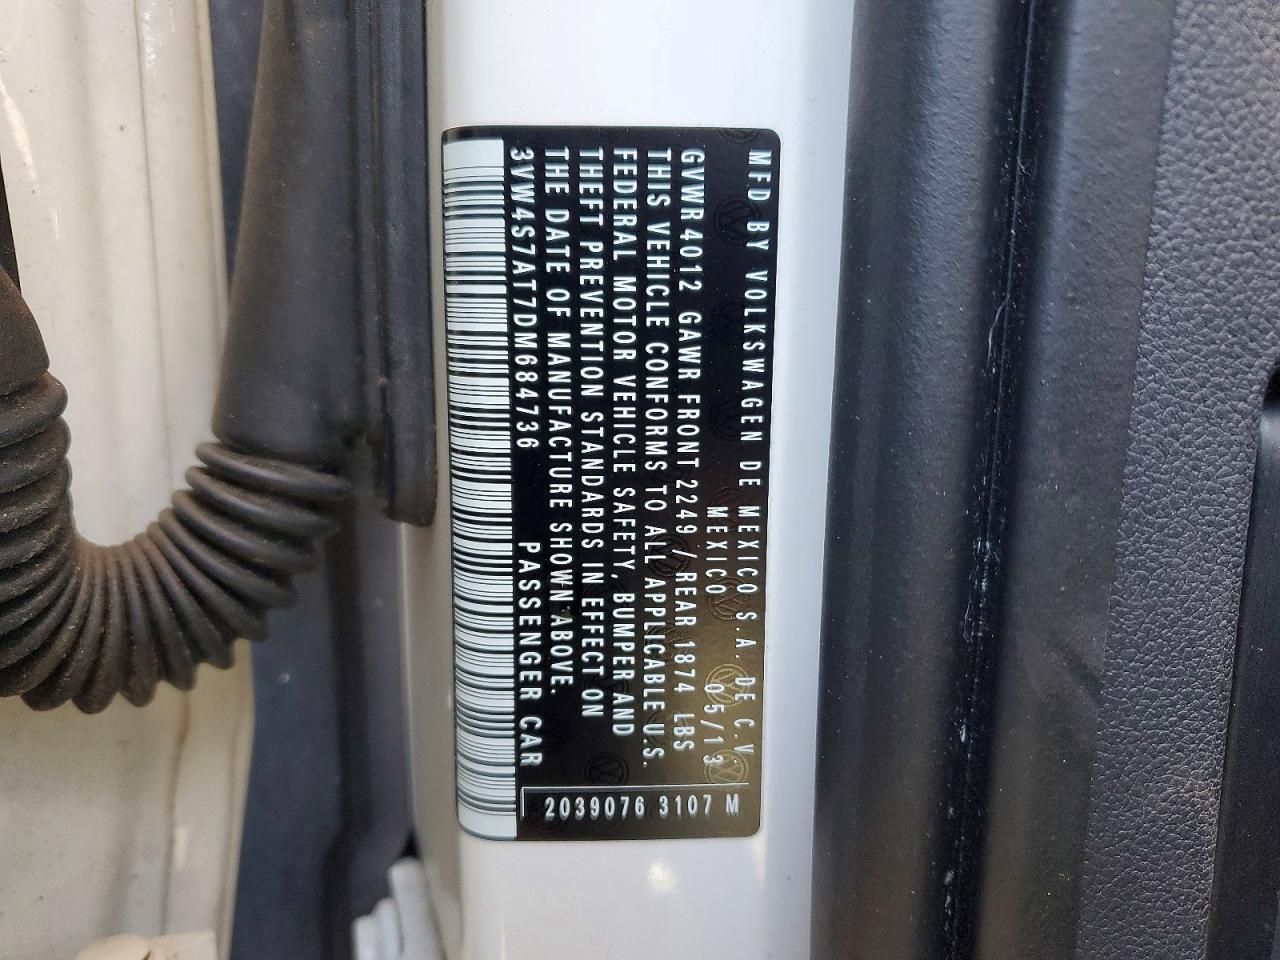 MFD BY VOLKSWAGEN DE MEXICO S.A. DE C.V.
MEXICO 05/13
GVWR 4012 GAWR FRONT 2249 /REAR 1874 LBS
THIS VEHICLE CONFORMS TO ALL APPLICABLE U.S.
FEDERAL MOTOR VEHICLE SAFETY, BUMPER AND
THEFT PREVENTION STANDARDS IN EFFECT ON
THE DATE OF MANUFACTURE SHOWN ABOVE.
3VW4S7AT7DM684736 PASSENGER CAR
2039076 3107 M